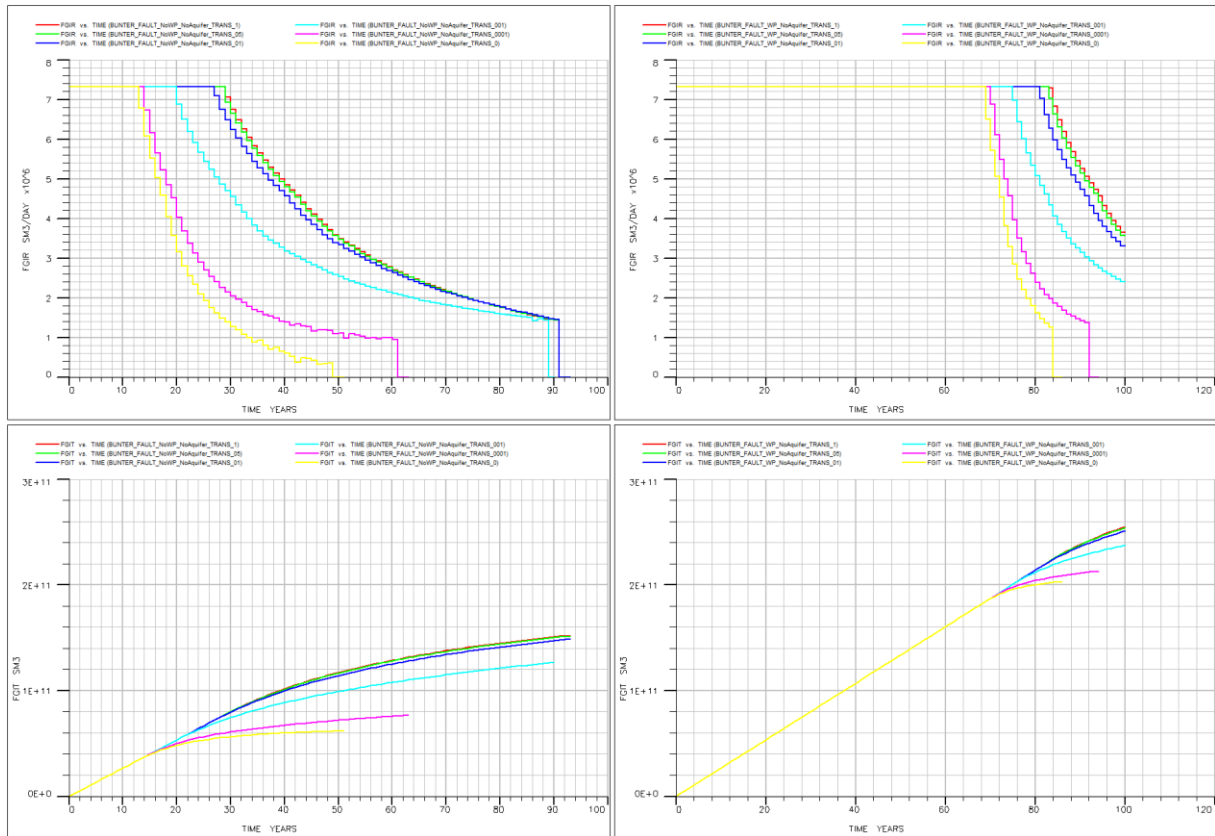 FGIR vs. TIME (BUNTER_FAULT_NoWP_NoAquifer_TRANS_1)
FGIR vs. TIME (BUNTER_FAULT_NoWP_NoAquifer_TRANS_05)
FGIR vs. TIME (BUNTER_FAULT_NoWP_NoAquifer_TRANS_01)
FGIR vs. TIME (BUNTER_FAULT_NoWP_NoAquifer_TRANS_001)
FGIR vs. TIME (BUNTER_FAULT_NoWP_NoAquifer_TRANS_0001)
FGIR vs. TIME (BUNTER_FAULT_NoWP_NoAquifer_TRANS_0)
8
7
6
5
4
3
2
1
0
FGIR SM3/DAY x10^6
0 10 20 30 40 50 60 70 80 90 100
TIME YEARS
FGIR vs. TIME (BUNTER_FAULT_WP_NoAquifer_TRANS_1)
FGIR vs. TIME (BUNTER_FAULT_WP_NoAquifer_TRANS_05)
FGIR vs. TIME (BUNTER_FAULT_WP_NoAquifer_TRANS_01)
FGIR vs. TIME (BUNTER_FAULT_WP_NoAquifer_TRANS_001)
FGIR vs. TIME (BUNTER_FAULT_WP_NoAquifer_TRANS_0001)
FGIR vs. TIME (BUNTER_FAULT_WP_NoAquifer_TRANS_0)
8
7
6
5
4
3
2
1
0
FGIR SM3/DAY x10^6
0 20 40 60 80 100 120
TIME YEARS
FGIT vs. TIME (BUNTER_FAULT_NoWP_NoAquifer_TRANS_1)
FGIT vs. TIME (BUNTER_FAULT_NoWP_NoAquifer_TRANS_05)
FGIT vs. TIME (BUNTER_FAULT_NoWP_NoAquifer_TRANS_01)
FGIT vs. TIME (BUNTER_FAULT_NoWP_NoAquifer_TRANS_001)
FGIT vs. TIME (BUNTER_FAULT_NoWP_NoAquifer_TRANS_0001)
FGIT vs. TIME (BUNTER_FAULT_NoWP_NoAquifer_TRANS_0)
3E+11
2E+11
1E+11
0E+0
FGIT SM3
0 10 20 30 40 50 60 70 80 90 100
TIME YEARS
FGIT vs. TIME (BUNTER_FAULT_WP_NoAquifer_TRANS_1)
FGIT vs. TIME (BUNTER_FAULT_WP_NoAquifer_TRANS_05)
FGIT vs. TIME (BUNTER_FAULT_WP_NoAquifer_TRANS_01)
FGIT vs. TIME (BUNTER_FAULT_WP_NoAquifer_TRANS_001)
FGIT vs. TIME (BUNTER_FAULT_WP_NoAquifer_TRANS_0001)
FGIT vs. TIME (BUNTER_FAULT_WP_NoAquifer_TRANS_0)
3E+11
2E+11
1E+11
0E+0
FGIT SM3
0 20 40 60 80 100 120
TIME YEARS